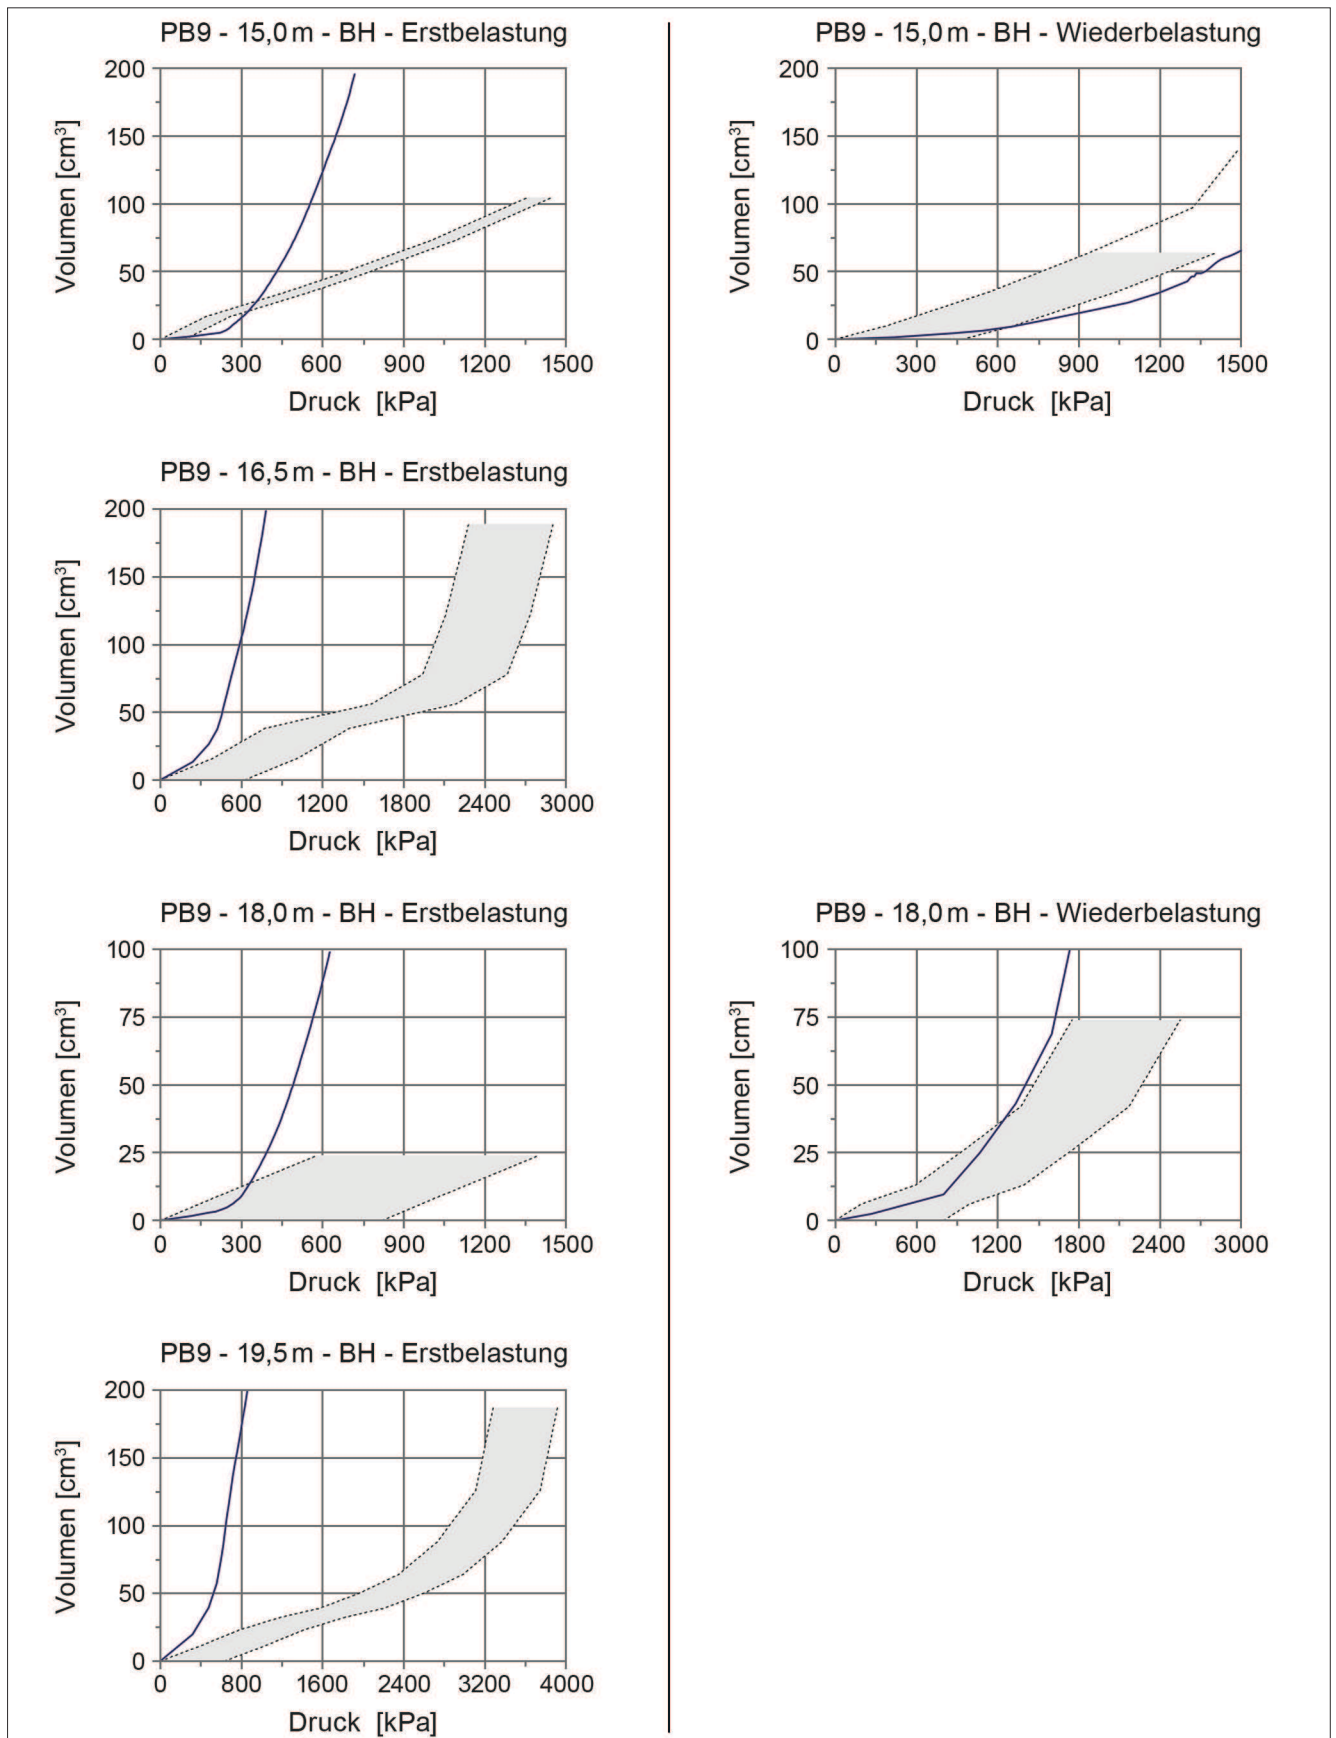 PB9 - 15,0 m - BH - Erstbelastung
200
150
100
50
0
Volumen [cm³]
0 300 600 900 1200 1500
Druck [kPa]
PB9 - 15,0 m - BH - Wiederbelastung
200
150
100
50
0
Volumen [cm³]
0 300 600 900 1200 1500
Druck [kPa]
PB9 - 16,5 m - BH - Erstbelastung
200
150
100
50
0
Volumen [cm³]
0 600 1200 1800 2400 3000
Druck [kPa]
PB9 - 18,0 m - BH - Erstbelastung
100
75
50
25
0
Volumen [cm³]
0 300 600 900 1200 1500
Druck [kPa]
PB9 - 18,0 m - BH - Wiederbelastung
100
75
50
25
0
Volumen [cm³]
0 600 1200 1800 2400 3000
Druck [kPa]
PB9 - 19,5 m - BH - Erstbelastung
200
150
100
50
0
Volumen [cm³]
0 800 1600 2400 3200 4000
Druck [kPa]